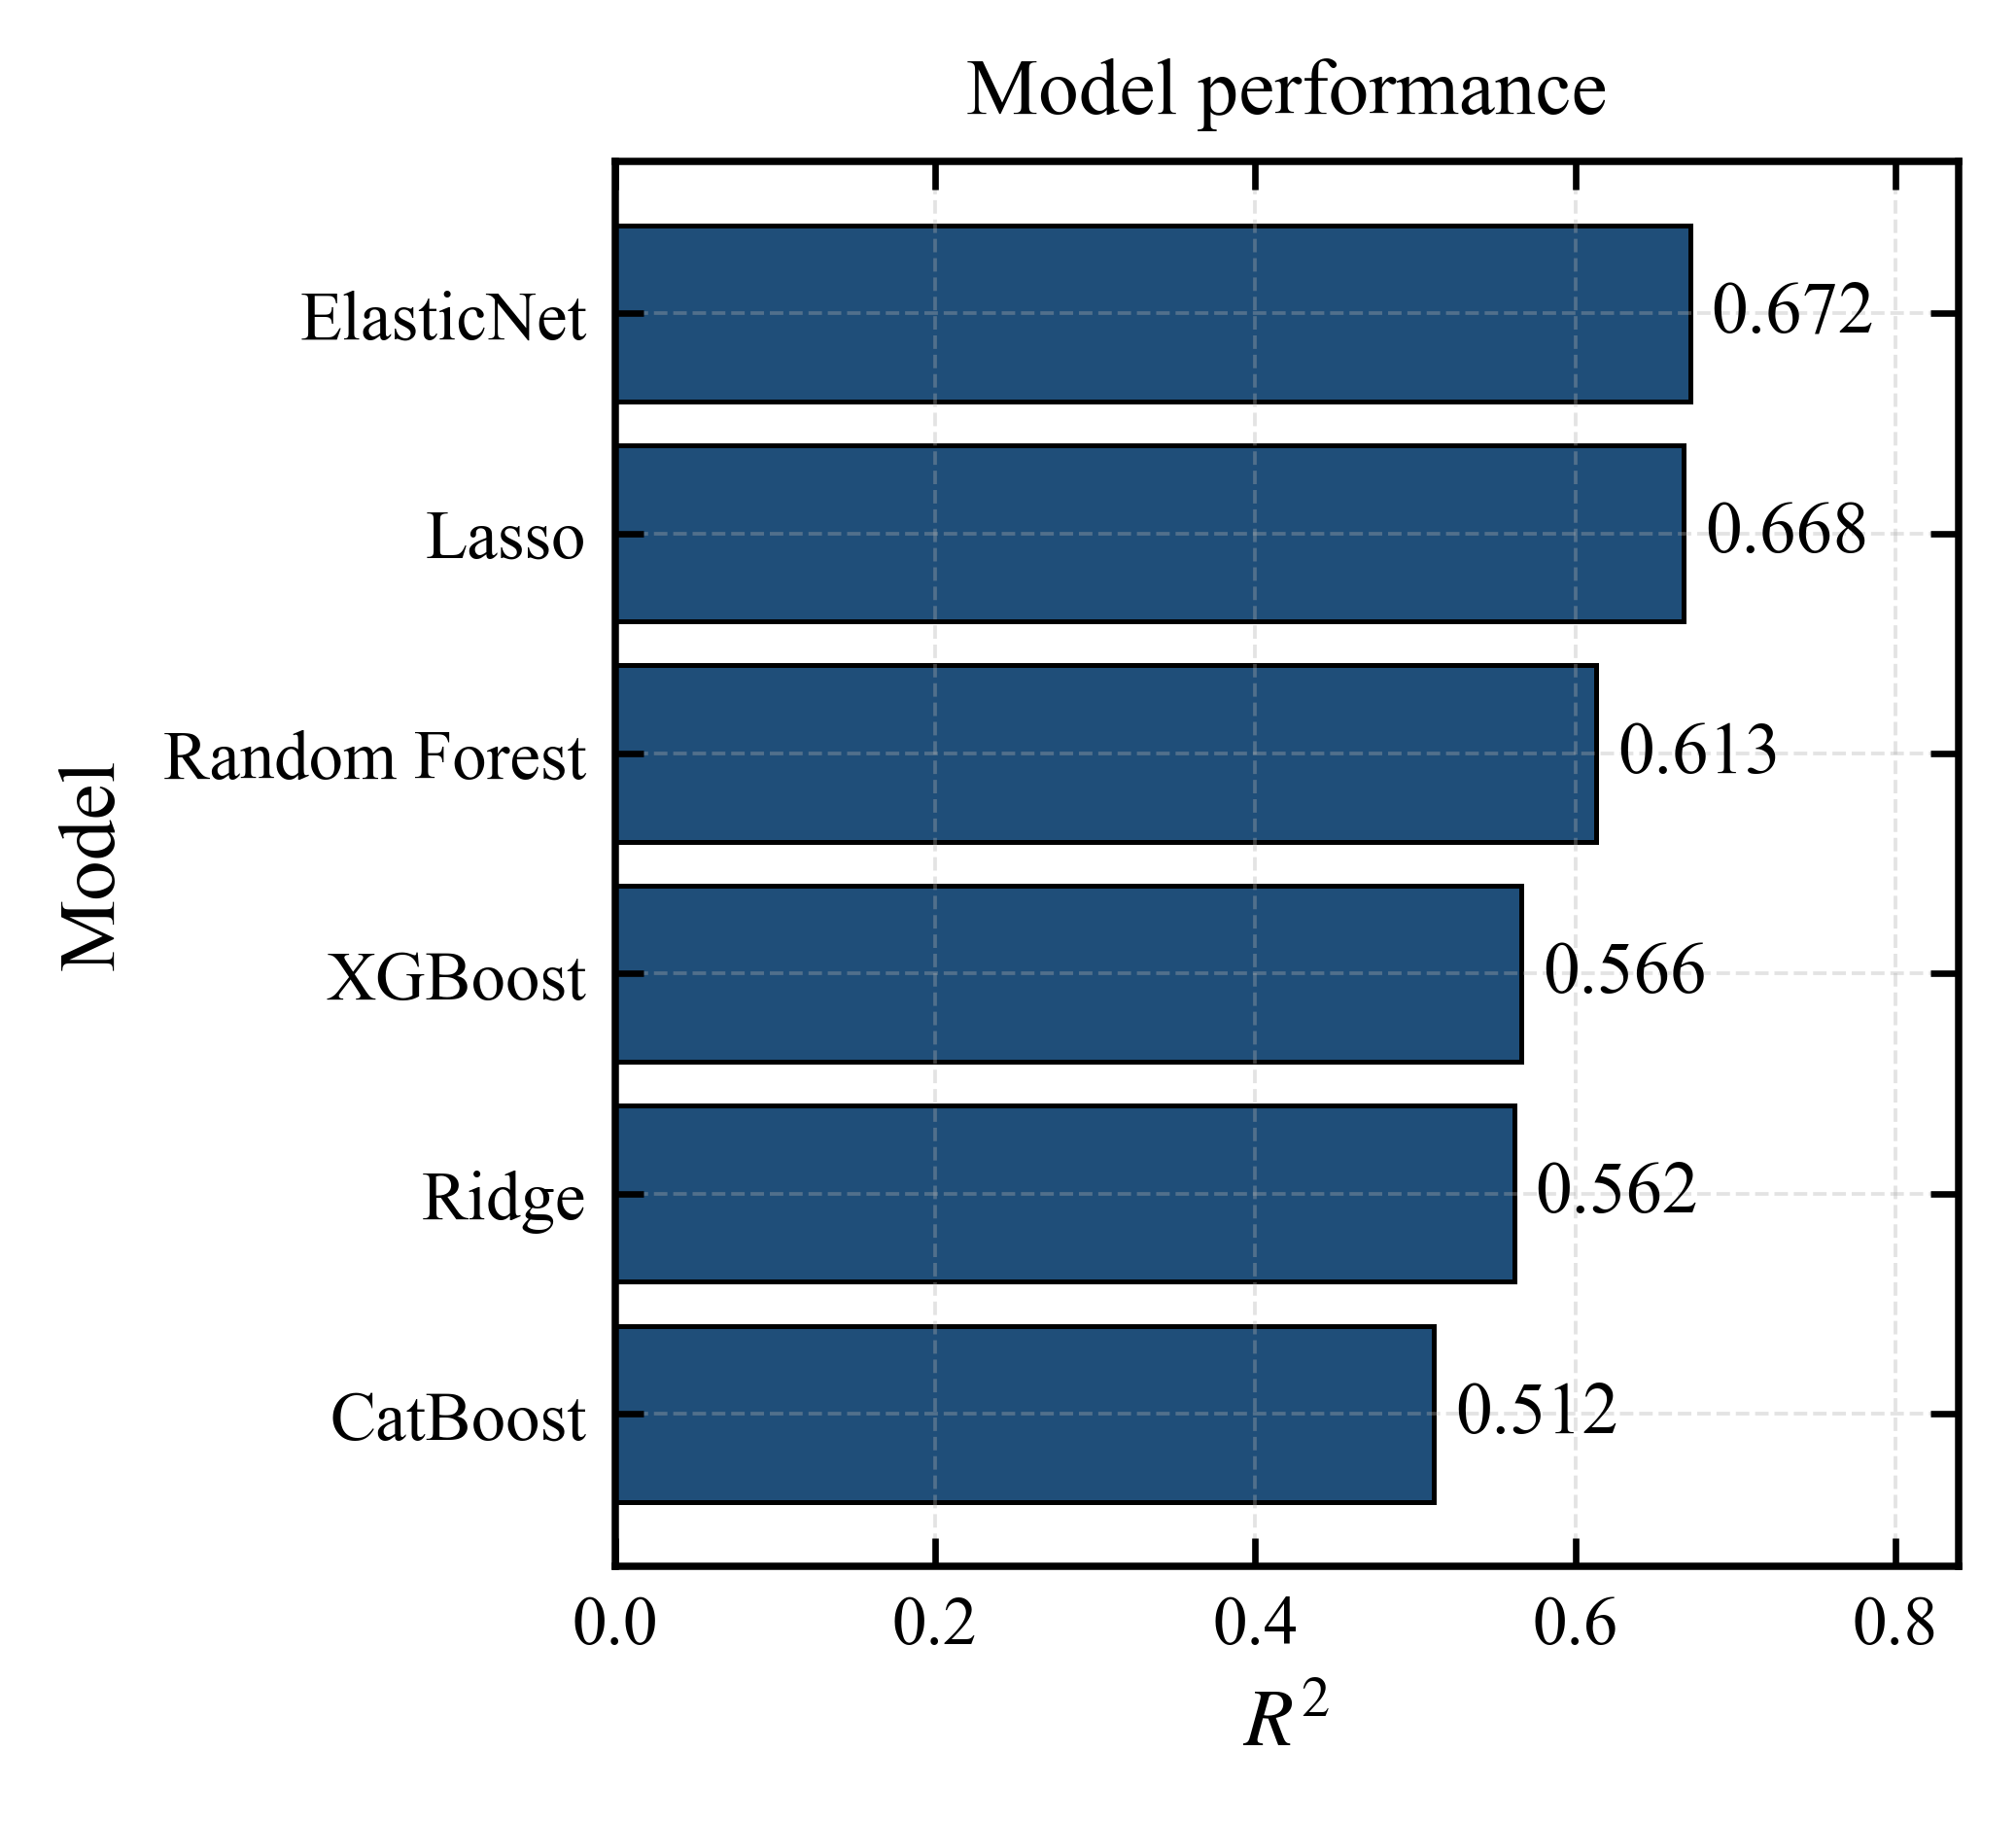 Model performance
ElasticNet 0.672
Lasso 0.668
Random Forest 0.613
XGBoost 0.566
Ridge 0.562
CatBoost 0.512
Model
0.0 0.2 0.4 0.6 0.8
R²